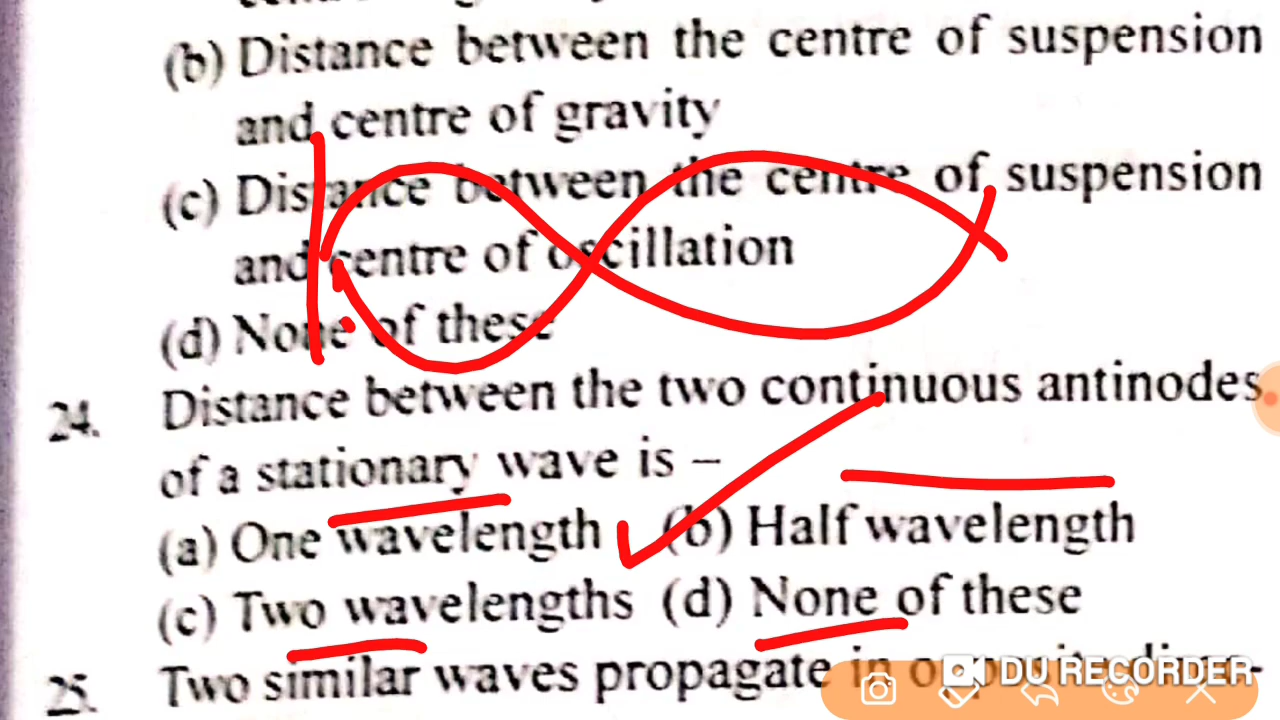 (b) Distance between the centre of suspension
and centre of gravity
(c) Distance between the centre of suspension
and centre of oscillation
(d) None of these
24. Distance between the two continuous antinodes
of a stationary wave is –
(a) One wavelength (b) Half wavelength
(c) Two wavelengths (d) None of these
25. Two similar waves propagate in
DU RECORDER